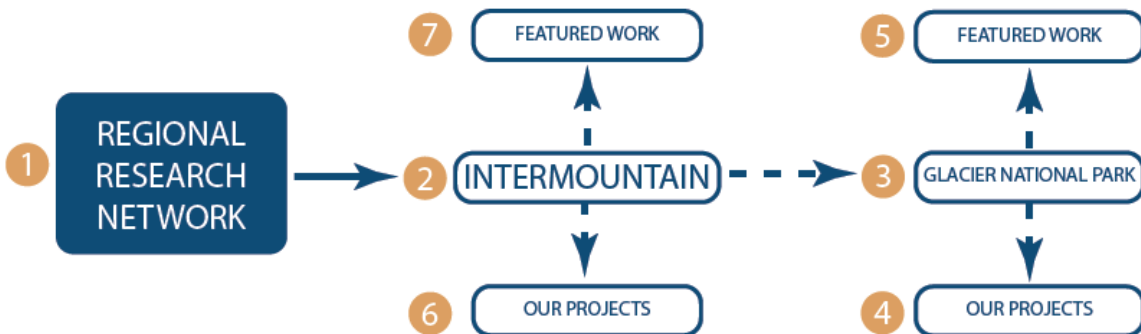 7 FEATURED WORK
5 FEATURED WORK
1 REGIONAL
RESEARCH
NETWORK
2 INTERMOUNTAIN
3 GLACIER NATIONAL PARK
6 OUR PROJECTS
4 OUR PROJECTS